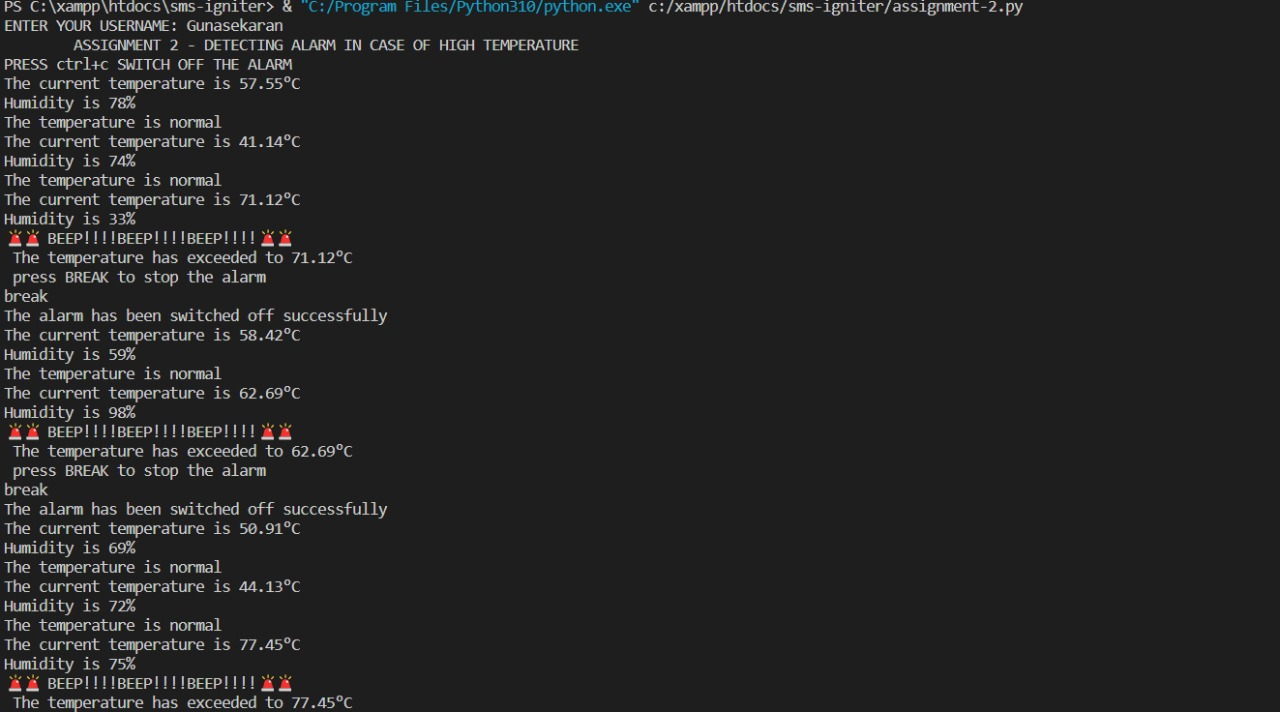 PS C:\xampp\htdocs\sms-igniter> & "C:/Program Files/Python310/python.exe" c:/xampp/htdocs/sms-igniter/assignment-2.py
ENTER YOUR USERNAME: Gunasekaran
ASSIGNMENT 2 - DETECTING ALARM IN CASE OF HIGH TEMPERATURE
PRESS ctrl+c SWITCH OFF THE ALARM
The current temperature is 57.55°C
Humidity is 78%
The temperature is normal
The current temperature is 41.14°C
Humidity is 74%
The temperature is normal
The current temperature is 71.12°C
Humidity is 33%
🚨🚨 BEEP!!!!BEEP!!!!BEEP!!!!🚨🚨
The temperature has exceeded to 71.12°C
press BREAK to stop the alarm
break
The alarm has been switched off successfully
The current temperature is 58.42°C
Humidity is 59%
The temperature is normal
The current temperature is 62.69°C
Humidity is 98%
🚨🚨 BEEP!!!!BEEP!!!!BEEP!!!!🚨🚨
The temperature has exceeded to 62.69°C
press BREAK to stop the alarm
break
The alarm has been switched off successfully
The current temperature is 50.91°C
Humidity is 69%
The temperature is normal
The current temperature is 44.13°C
Humidity is 72%
The temperature is normal
The current temperature is 77.45°C
Humidity is 75%
🚨🚨 BEEP!!!!BEEP!!!!BEEP!!!!🚨🚨
The temperature has exceeded to 77.45°C